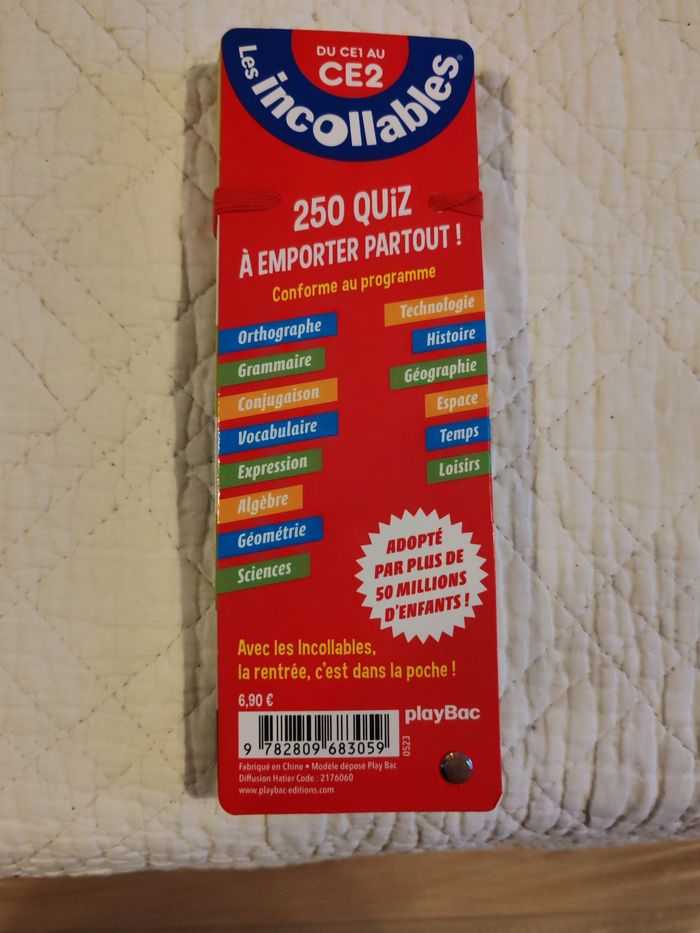 DU CE1 AU
CE2
Les incollables®
250 QUiZ
À EMPORTER PARTOUT !
Conforme au programme
Orthographe
Grammaire
Conjugaison
Vocabulaire
Expression
Algèbre
Géométrie
Sciences
Technologie
Histoire
Géographie
Espace
Temps
Loisirs
ADOPTÉ
PAR PLUS DE
50 MILLIONS
D'ENFANTS !
Avec les Incollables,
la rentrée, c'est dans la poche !
6,90 €
playBac
9 782809 683059
0523
Fabriqué en Chine • Modèle déposé Play Bac
Diffusion Hatier Code : 2176060
www.playbac-editions.com